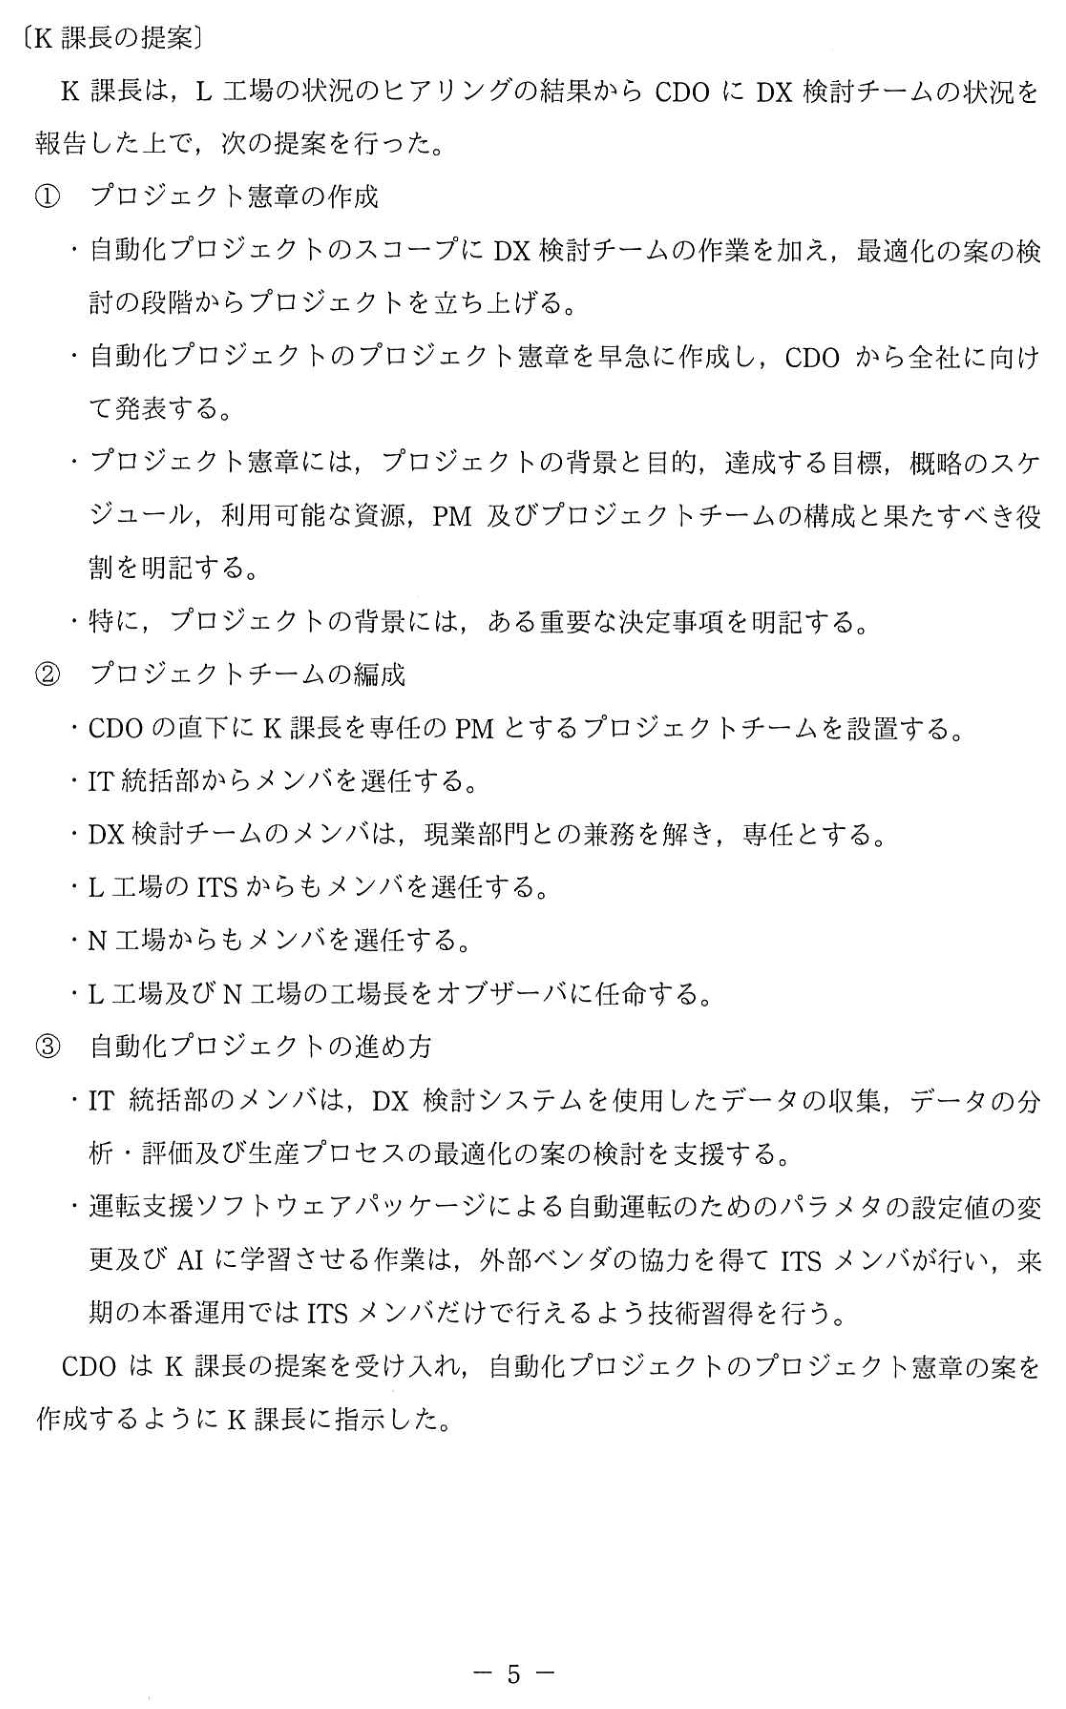 〔K 課長の提案〕
K 課長は，L 工場の状況のヒアリングの結果から CDO に DX 検討チームの状況を
報告した上で，次の提案を行った。
① プロジェクト憲章の作成
・自動化プロジェクトのスコープに DX 検討チームの作業を加え，最適化の案の検
討の段階からプロジェクトを立ち上げる。
・自動化プロジェクトのプロジェクト憲章を早急に作成し，CDO から全社に向け
て発表する。
・プロジェクト憲章には，プロジェクトの背景と目的，達成する目標，概略のスケ
ジュール，利用可能な資源，PM 及びプロジェクトチームの構成と果たすべき役
割を明記する。
・特に，プロジェクトの背景には，ある重要な決定事項を明記する。
② プロジェクトチームの編成
・CDO の直下に K 課長を専任の PM とするプロジェクトチームを設置する。
・IT 統括部からメンバを選任する。
・DX 検討チームのメンバは，現業部門との兼務を解き，専任とする。
・L 工場の ITS からもメンバを選任する。
・N 工場からもメンバを選任する。
・L 工場及び N 工場の工場長をオブザーバに任命する。
③ 自動化プロジェクトの進め方
・IT 統括部のメンバは，DX 検討システムを使用したデータの収集，データの分
析・評価及び生産プロセスの最適化の案の検討を支援する。
・運転支援ソフトウェアパッケージによる自動運転のためのパラメタの設定値の変
更及び AI に学習させる作業は，外部ベンダの協力を得て ITS メンバが行い，来
期の本番運用では ITS メンバだけで行えるよう技術習得を行う。
CDO は K 課長の提案を受け入れ，自動化プロジェクトのプロジェクト憲章の案を
作成するように K 課長に指示した。
－ 5 －